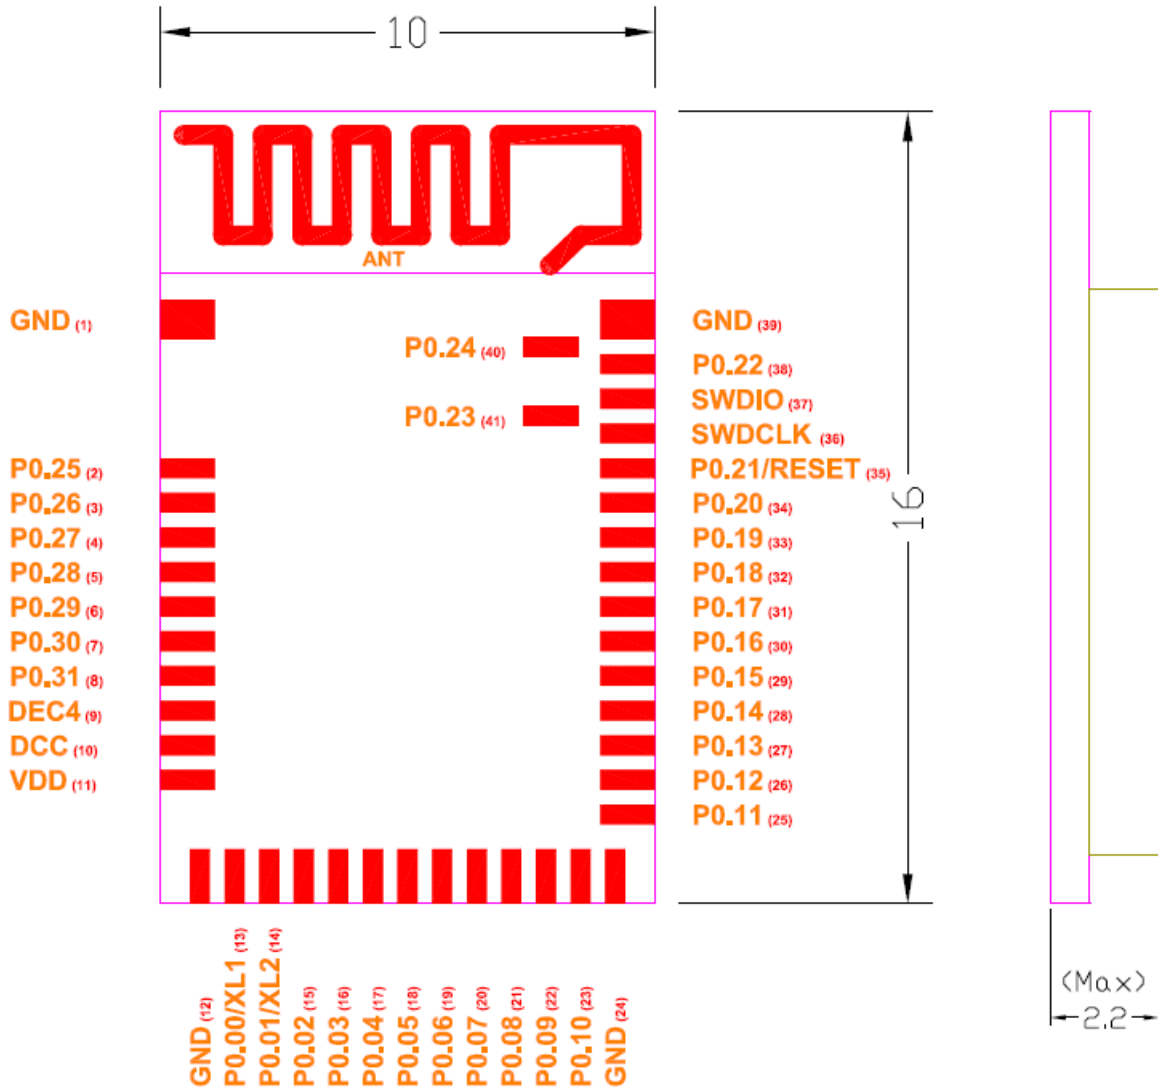 10
ANT
GND (1)
P0.24 (40)
GND (39)
P0.22 (38)
P0.23 (41)
SWDIO (37)
SWDCLK (36)
P0.25 (2)
P0.21/RESET (35)
P0.26 (3)
P0.20 (34)
16
P0.27 (4)
P0.19 (33)
P0.28 (5)
P0.18 (32)
P0.29 (6)
P0.17 (31)
P0.30 (7)
P0.16 (30)
P0.31 (8)
P0.15 (29)
DEC4 (9)
P0.14 (28)
DCC (10)
P0.13 (27)
VDD (11)
P0.12 (26)
P0.11 (25)
GND (12)
P0.00/XL1 (13)
P0.01/XL2 (14)
P0.02 (15)
P0.03 (16)
P0.04 (17)
P0.05 (18)
P0.06 (19)
P0.07 (20)
P0.08 (21)
P0.09 (22)
P0.10 (23)
GND (24)
(Max)
2.2